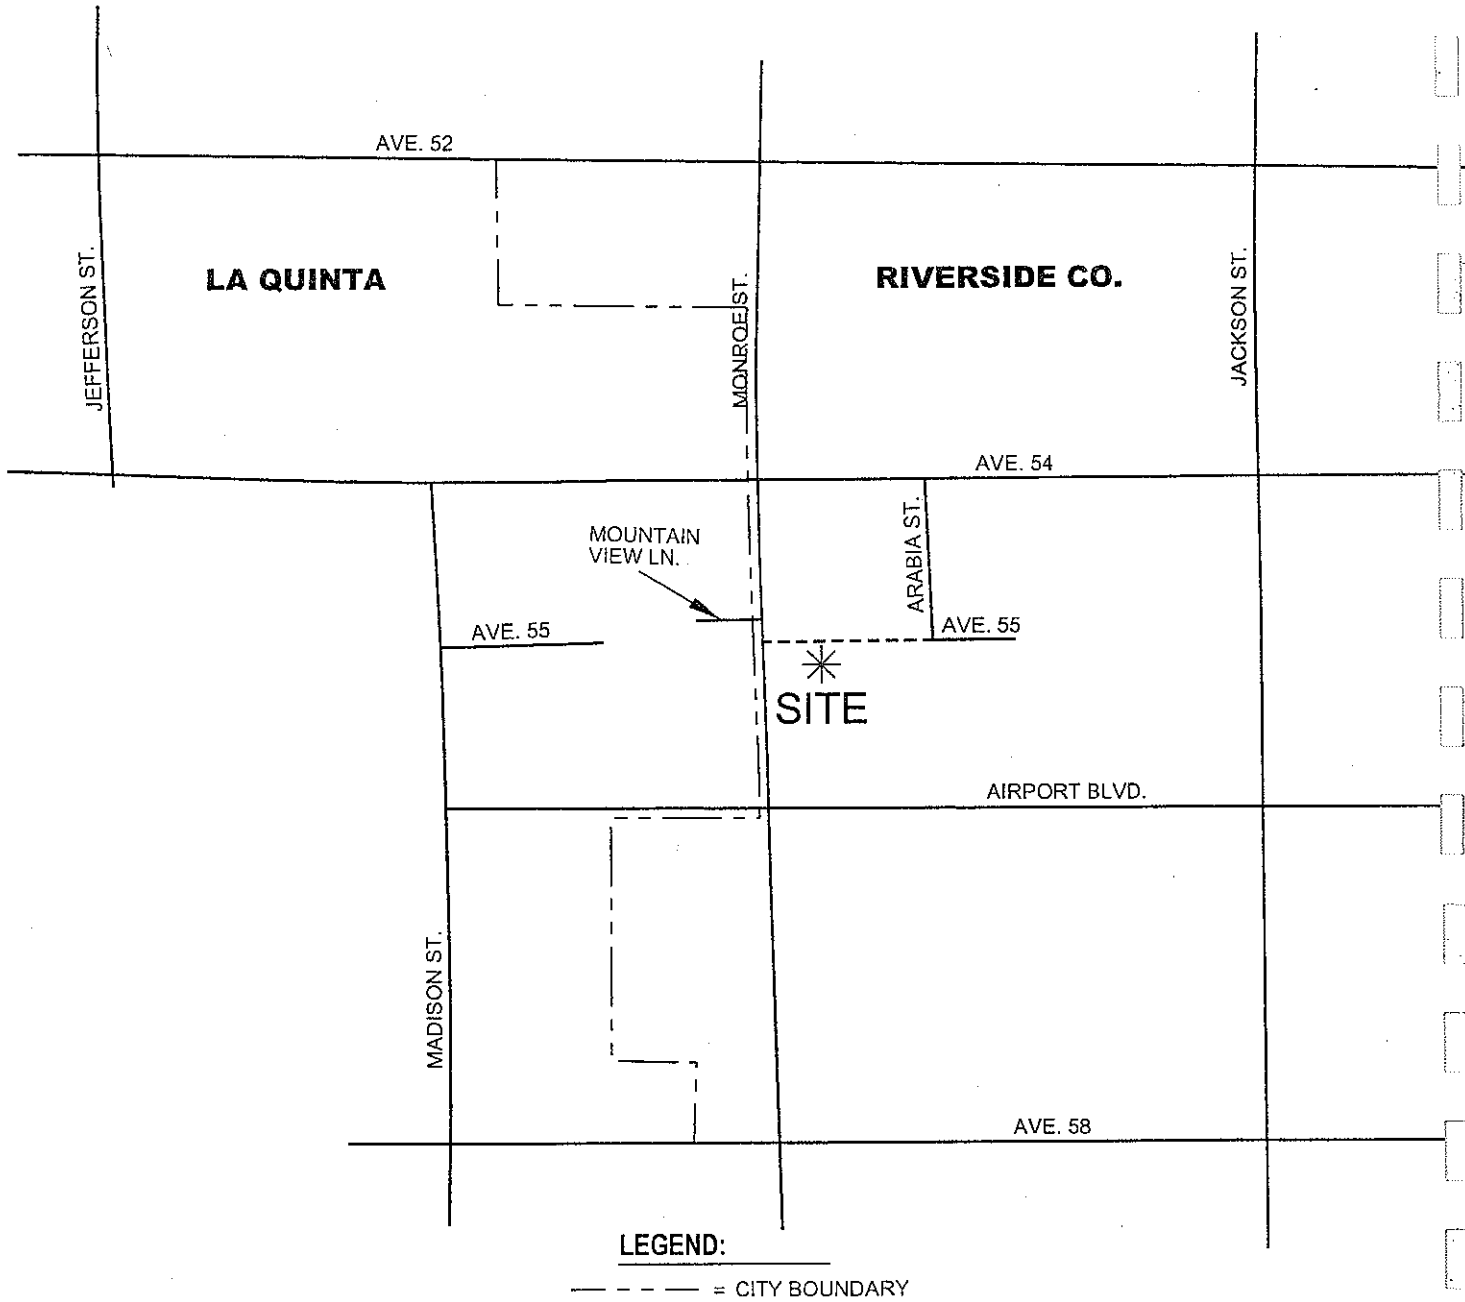 AVE. 52
JEFFERSON ST.
LA QUINTA
MONROE ST.
RIVERSIDE CO.
JACKSON ST.
AVE. 54
MOUNTAIN
VIEW LN.
ARABIA ST.
AVE. 55
AVE. 55
SITE
AIRPORT BLVD.
MADISON ST.
AVE. 58
LEGEND:
= CITY BOUNDARY